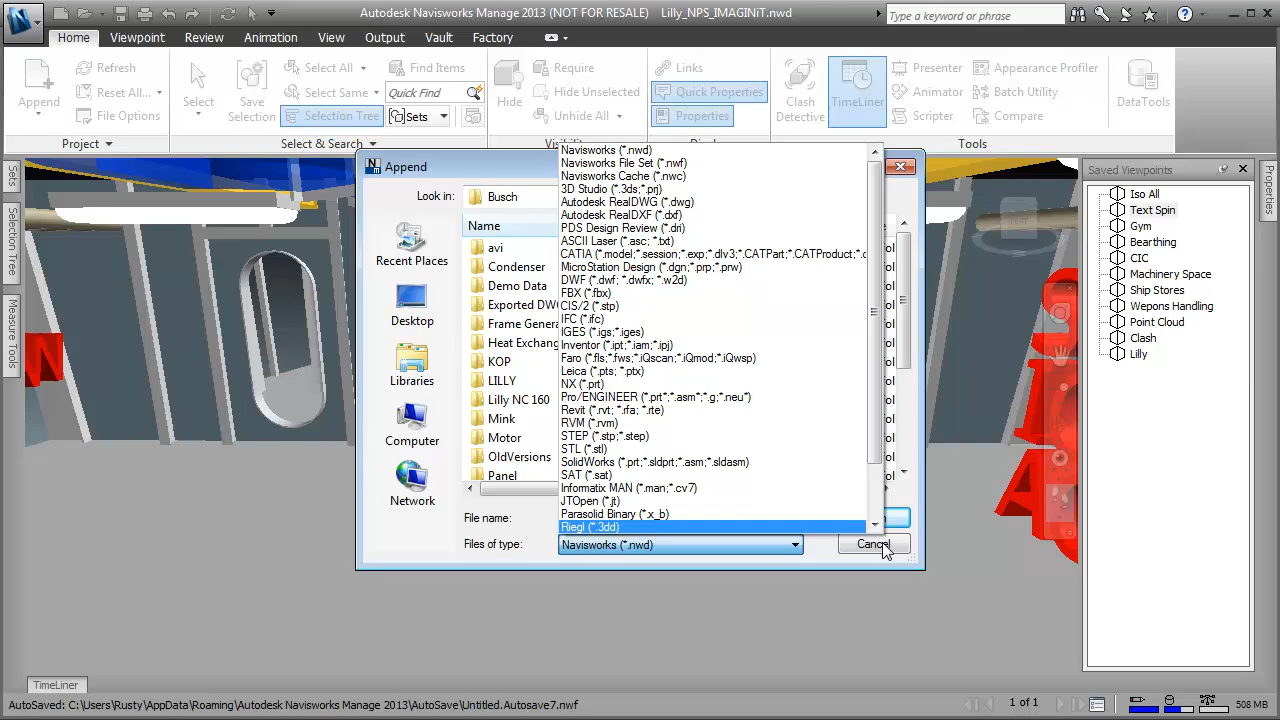 Autodesk Navisworks Manage 2013 (NOT FOR RESALE) Lilly_NPS_IMAGINiT.nwd
Type a keyword or phrase
Home Viewpoint Review Animation View Output Vault Factory
Append
Refresh
Reset All...
File Options
Project
Select
Save Selection
Select All
Select Same
Selection Tree
Find Items
Quick Find
Sets
Select & Search
Hide
Require
Hide Unselected
Unhide All
Links
Quick Properties
Properties
Clash Detective
TimeLiner
Presenter
Animator
Scripter
Appearance Profiler
Batch Utility
Compare
Tools
DataTools
Sets
Selection Tree
Measure Tools
Append
Look in: Busch
Recent Places
Desktop
Libraries
Computer
Network
Name
avi
Condenser
Demo Data
Exported DW
Frame Genera
Heat Exchan
KOP
LILLY
Lilly NC 160
Mink
Motor
OldVersions
Panel
Navisworks (*.nwd)
Navisworks File Set (*.nwf)
Navisworks Cache (*.nwc)
3D Studio (*.3ds;*.prj)
Autodesk RealDWG (*.dwg)
Autodesk RealDXF (*.dxf)
PDS Design Review (*.dri)
ASCII Laser (*.asc; *.txt)
CATIA (*.model;*.session;*.exp;*.dlv3;*.CATPart;*.CATProduct;*.c
MicroStation Design (*.dgn;*.prp;*.prw)
DWF (*.dwf; *.dwfx; *.w2d)
FBX (*.fbx)
CIS/2 (*.stp)
IFC (*.ifc)
IGES (*.igs;*.iges)
Inventor (*.ipt;*.iam;*.ipj)
Faro (*.fls;*.fws;*.iQscan;*.iQmod;*.iQwsp)
Leica (*.pts; *.ptx)
NX (*.prt)
Pro/ENGINEER (*.prt*;*.asm*;*.g;*.neu*)
Revit (*.rvt; *.rfa; *.rte)
RVM (*.rvm)
STEP (*.stp;*.step)
STL (*.stl)
SolidWorks (*.prt;*.sldprt;*.asm;*.sldasm)
SAT (*.sat)
Informatix MAN (*.man;*.cv7)
JTOpen (*.jt)
Parasolid Binary (*.x_b)
Riegl (*.3dd)
File name:
Files of type: Navisworks (*.nwd)
Cancel
Saved Viewpoints
Iso All
Text Spin
Gym
Bearthing
CIC
Machinery Space
Ship Stores
Wepons Handling
Point Cloud
Clash
Lilly
Properties
N
TimeLiner
AutoSaved: C:\Users\Rusty\AppData\Roaming\Autodesk Navisworks Manage 2013\AutoSave\Untitled.Autosave7.nwf
1 of 1
508 MB